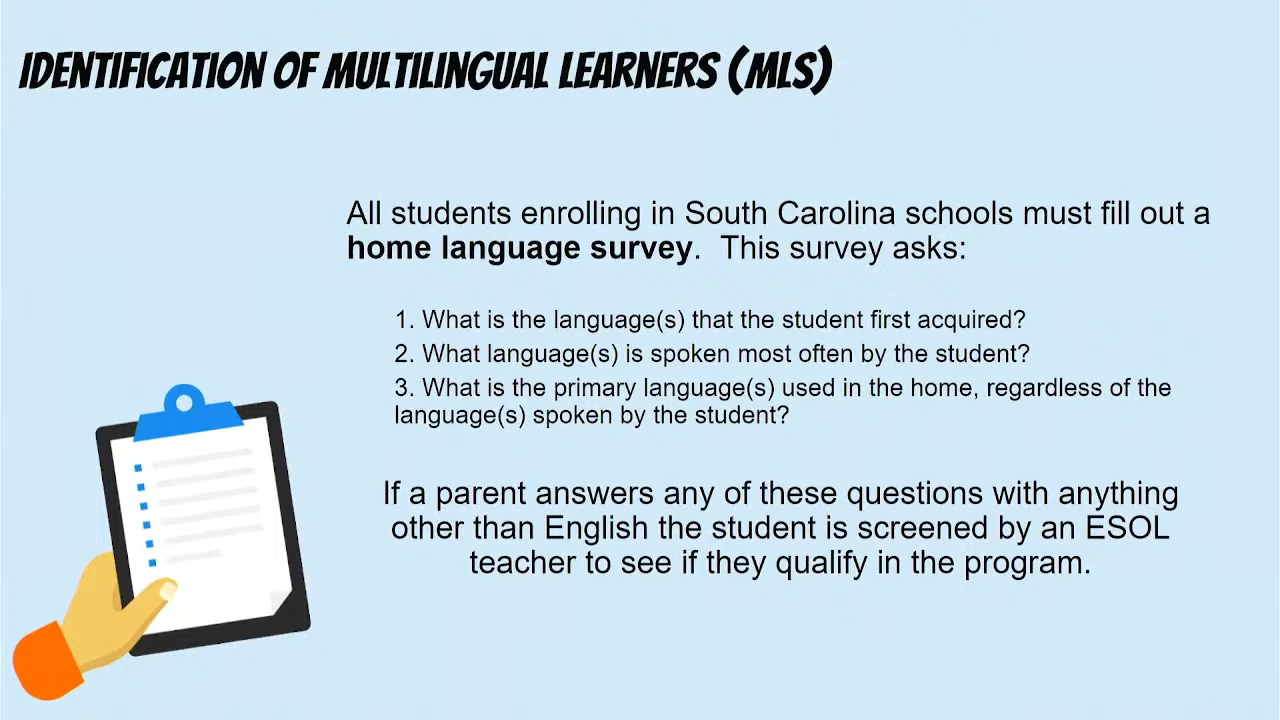 IDENTIFICATION OF MULTILINGUAL LEARNERS (MLS)
All students enrolling in South Carolina schools must fill out a
home language survey.  This survey asks:
1. What is the language(s) that the student first acquired?
2. What language(s) is spoken most often by the student?
3. What is the primary language(s) used in the home, regardless of the
language(s) spoken by the student?
If a parent answers any of these questions with anything
other than English the student is screened by an ESOL
teacher to see if they qualify in the program.